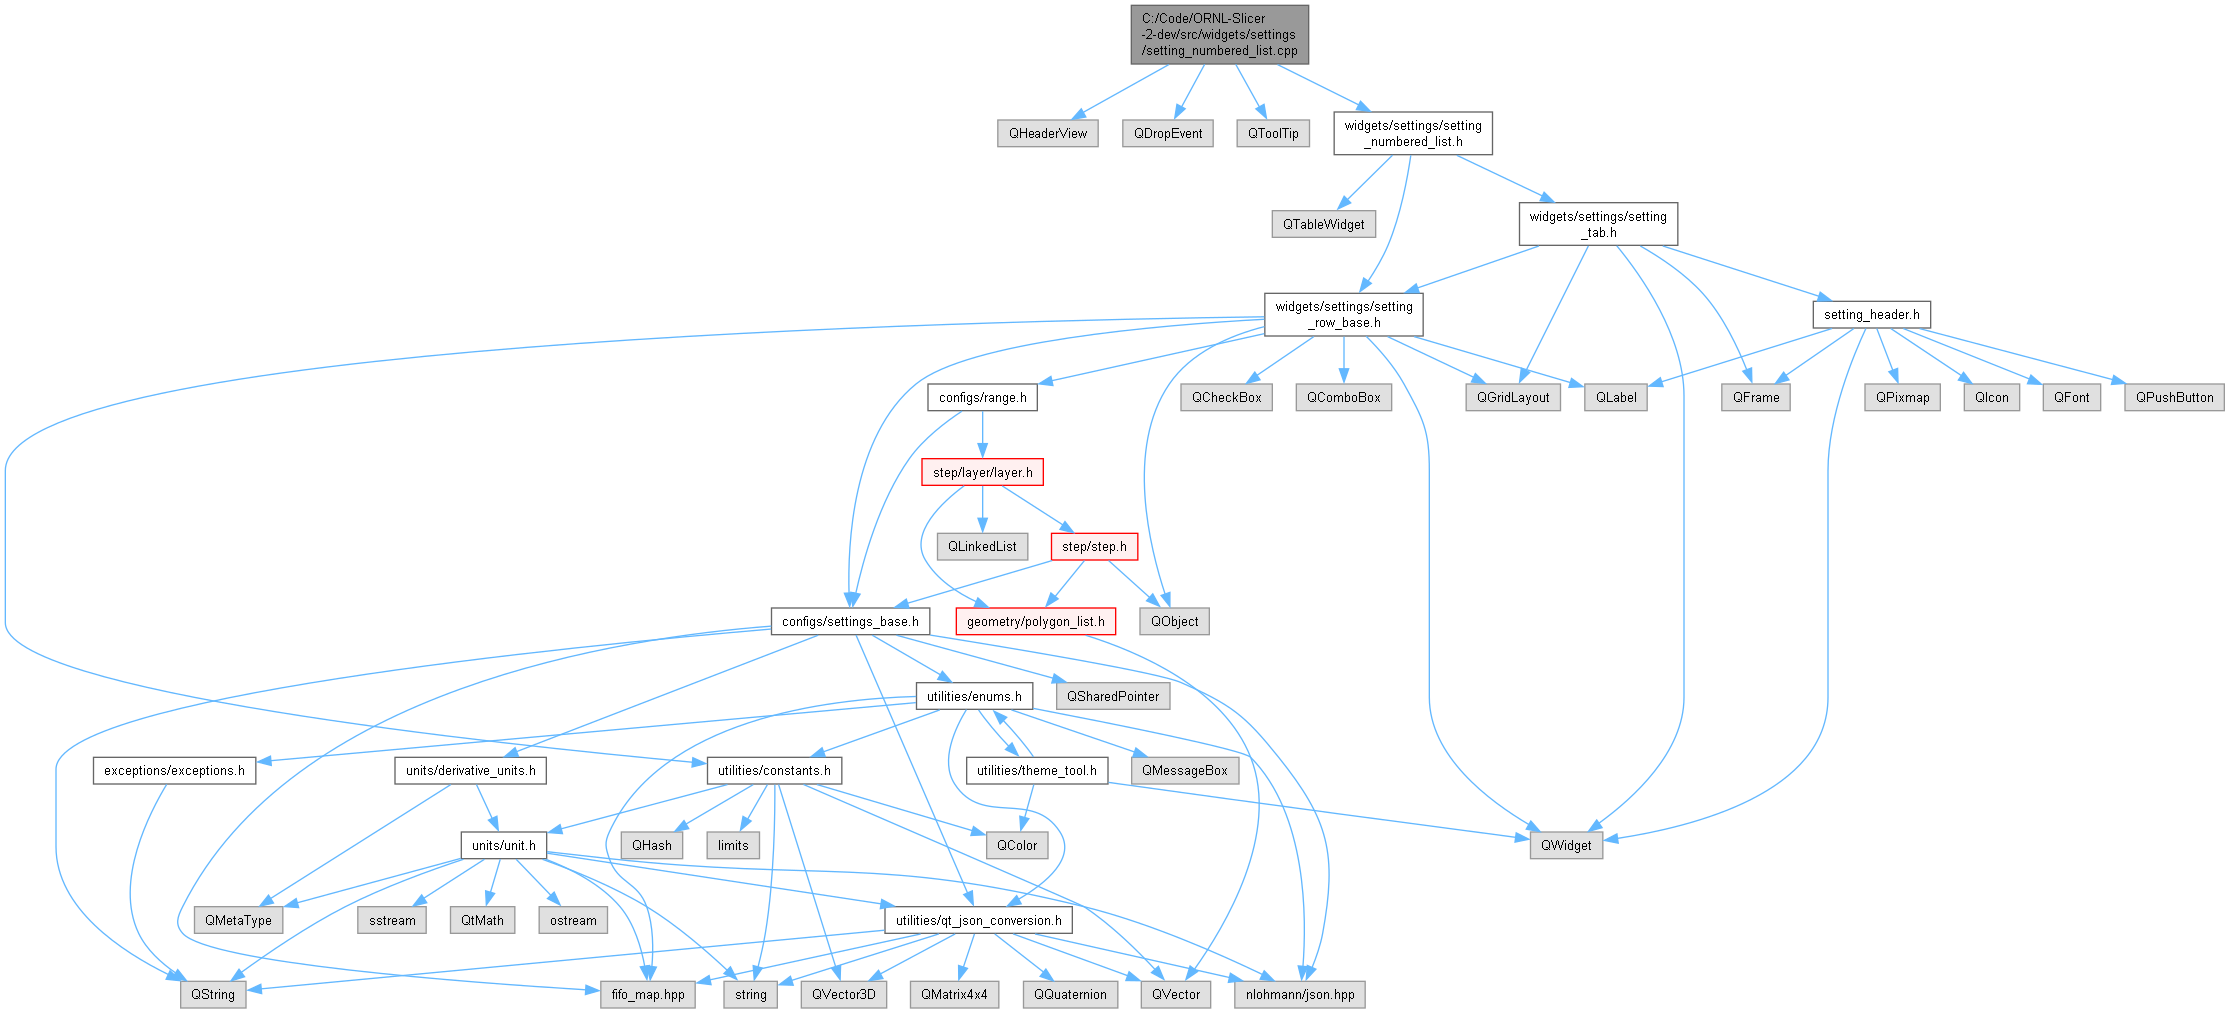 C:/Code/ORNL-Slicer
-2-dev/src/widgets/settings
/setting_numbered_list.cpp
QHeaderView
QDropEvent
QToolTip
widgets/settings/setting
_numbered_list.h
QTableWidget
widgets/settings/setting
_tab.h
widgets/settings/setting
_row_base.h
setting_header.h
configs/range.h
QCheckBox
QComboBox
QGridLayout
QLabel
QFrame
QPixmap
QIcon
QFont
QPushButton
step/layer/layer.h
QLinkedList
step/step.h
configs/settings_base.h
geometry/polygon_list.h
QObject
utilities/enums.h
QSharedPointer
exceptions/exceptions.h
units/derivative_units.h
utilities/constants.h
utilities/theme_tool.h
QMessageBox
units/unit.h
QHash
limits
QColor
QWidget
QMetaType
sstream
QtMath
ostream
utilities/qt_json_conversion.h
QString
fifo_map.hpp
string
QVector3D
QMatrix4x4
QQuaternion
QVector
nlohmann/json.hpp